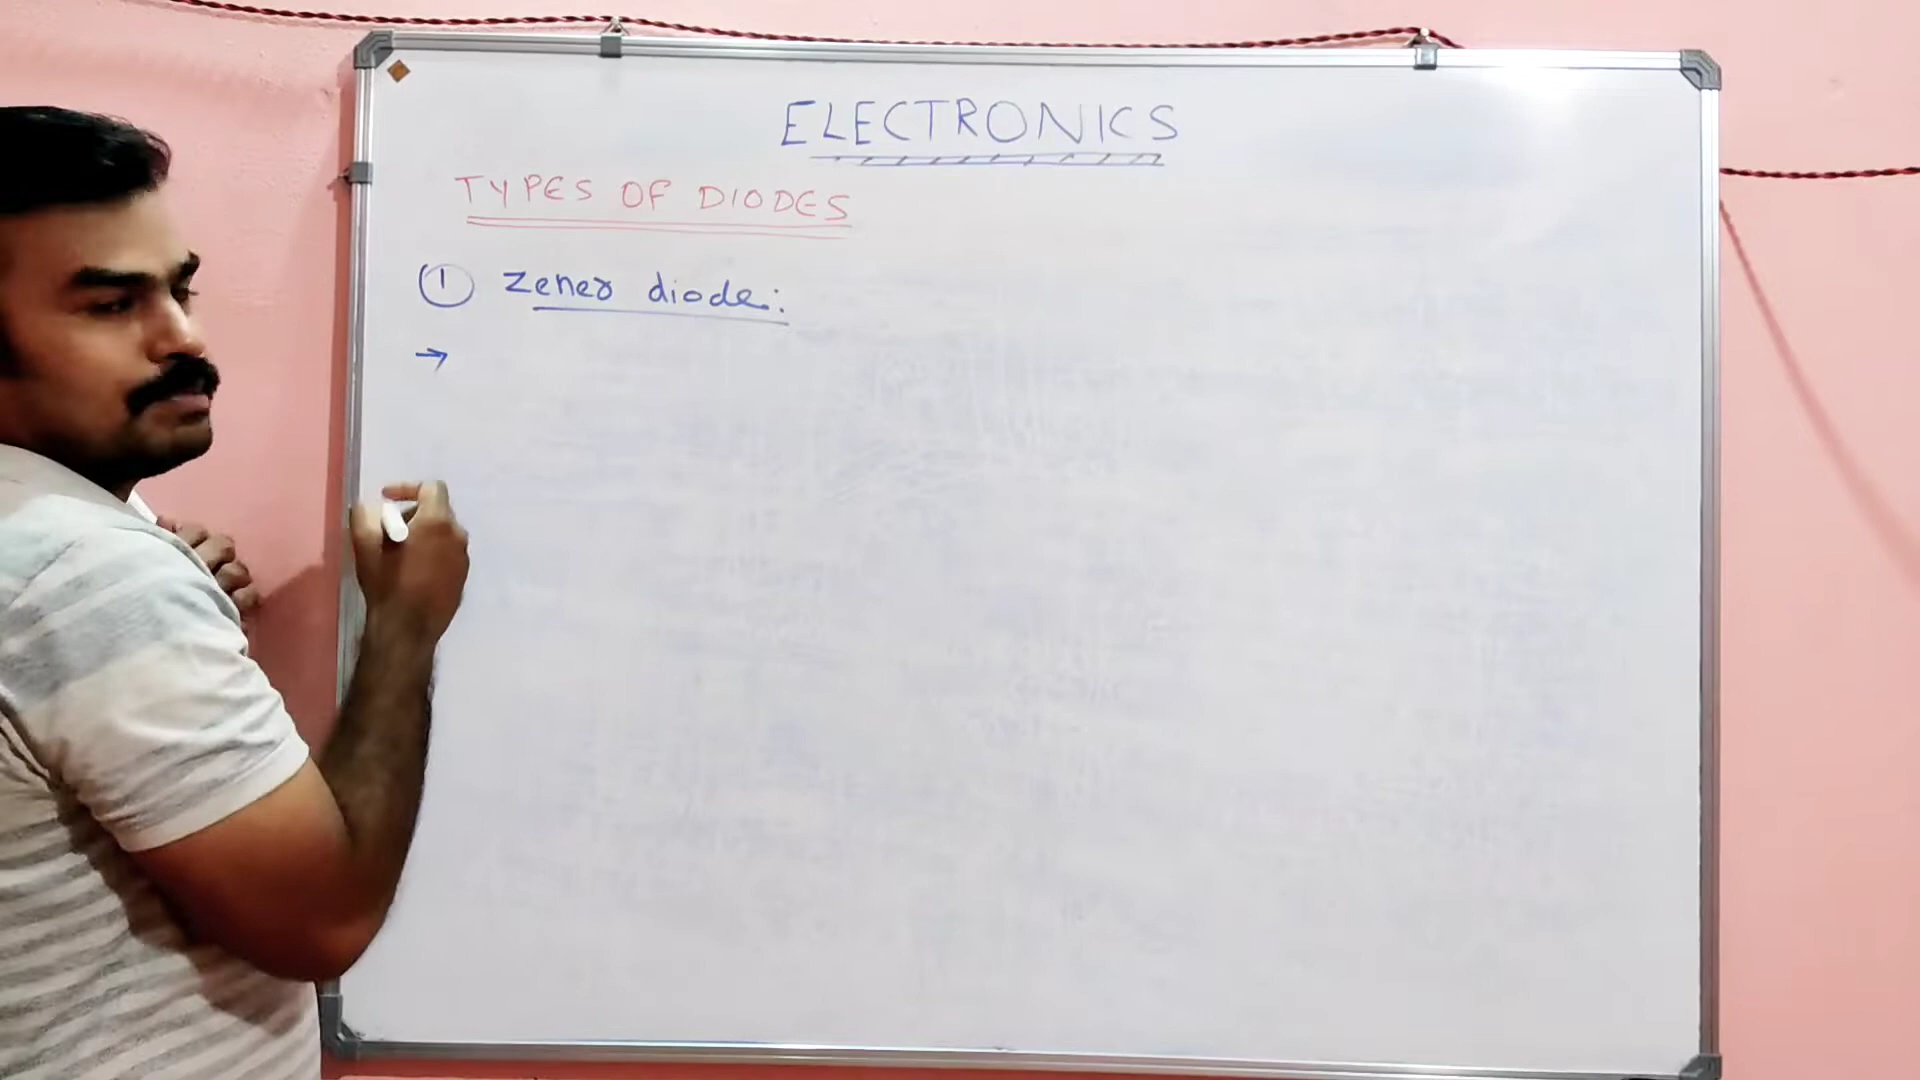 ELECTRONICS
TYPES OF DIODES
① Zener diode:
→